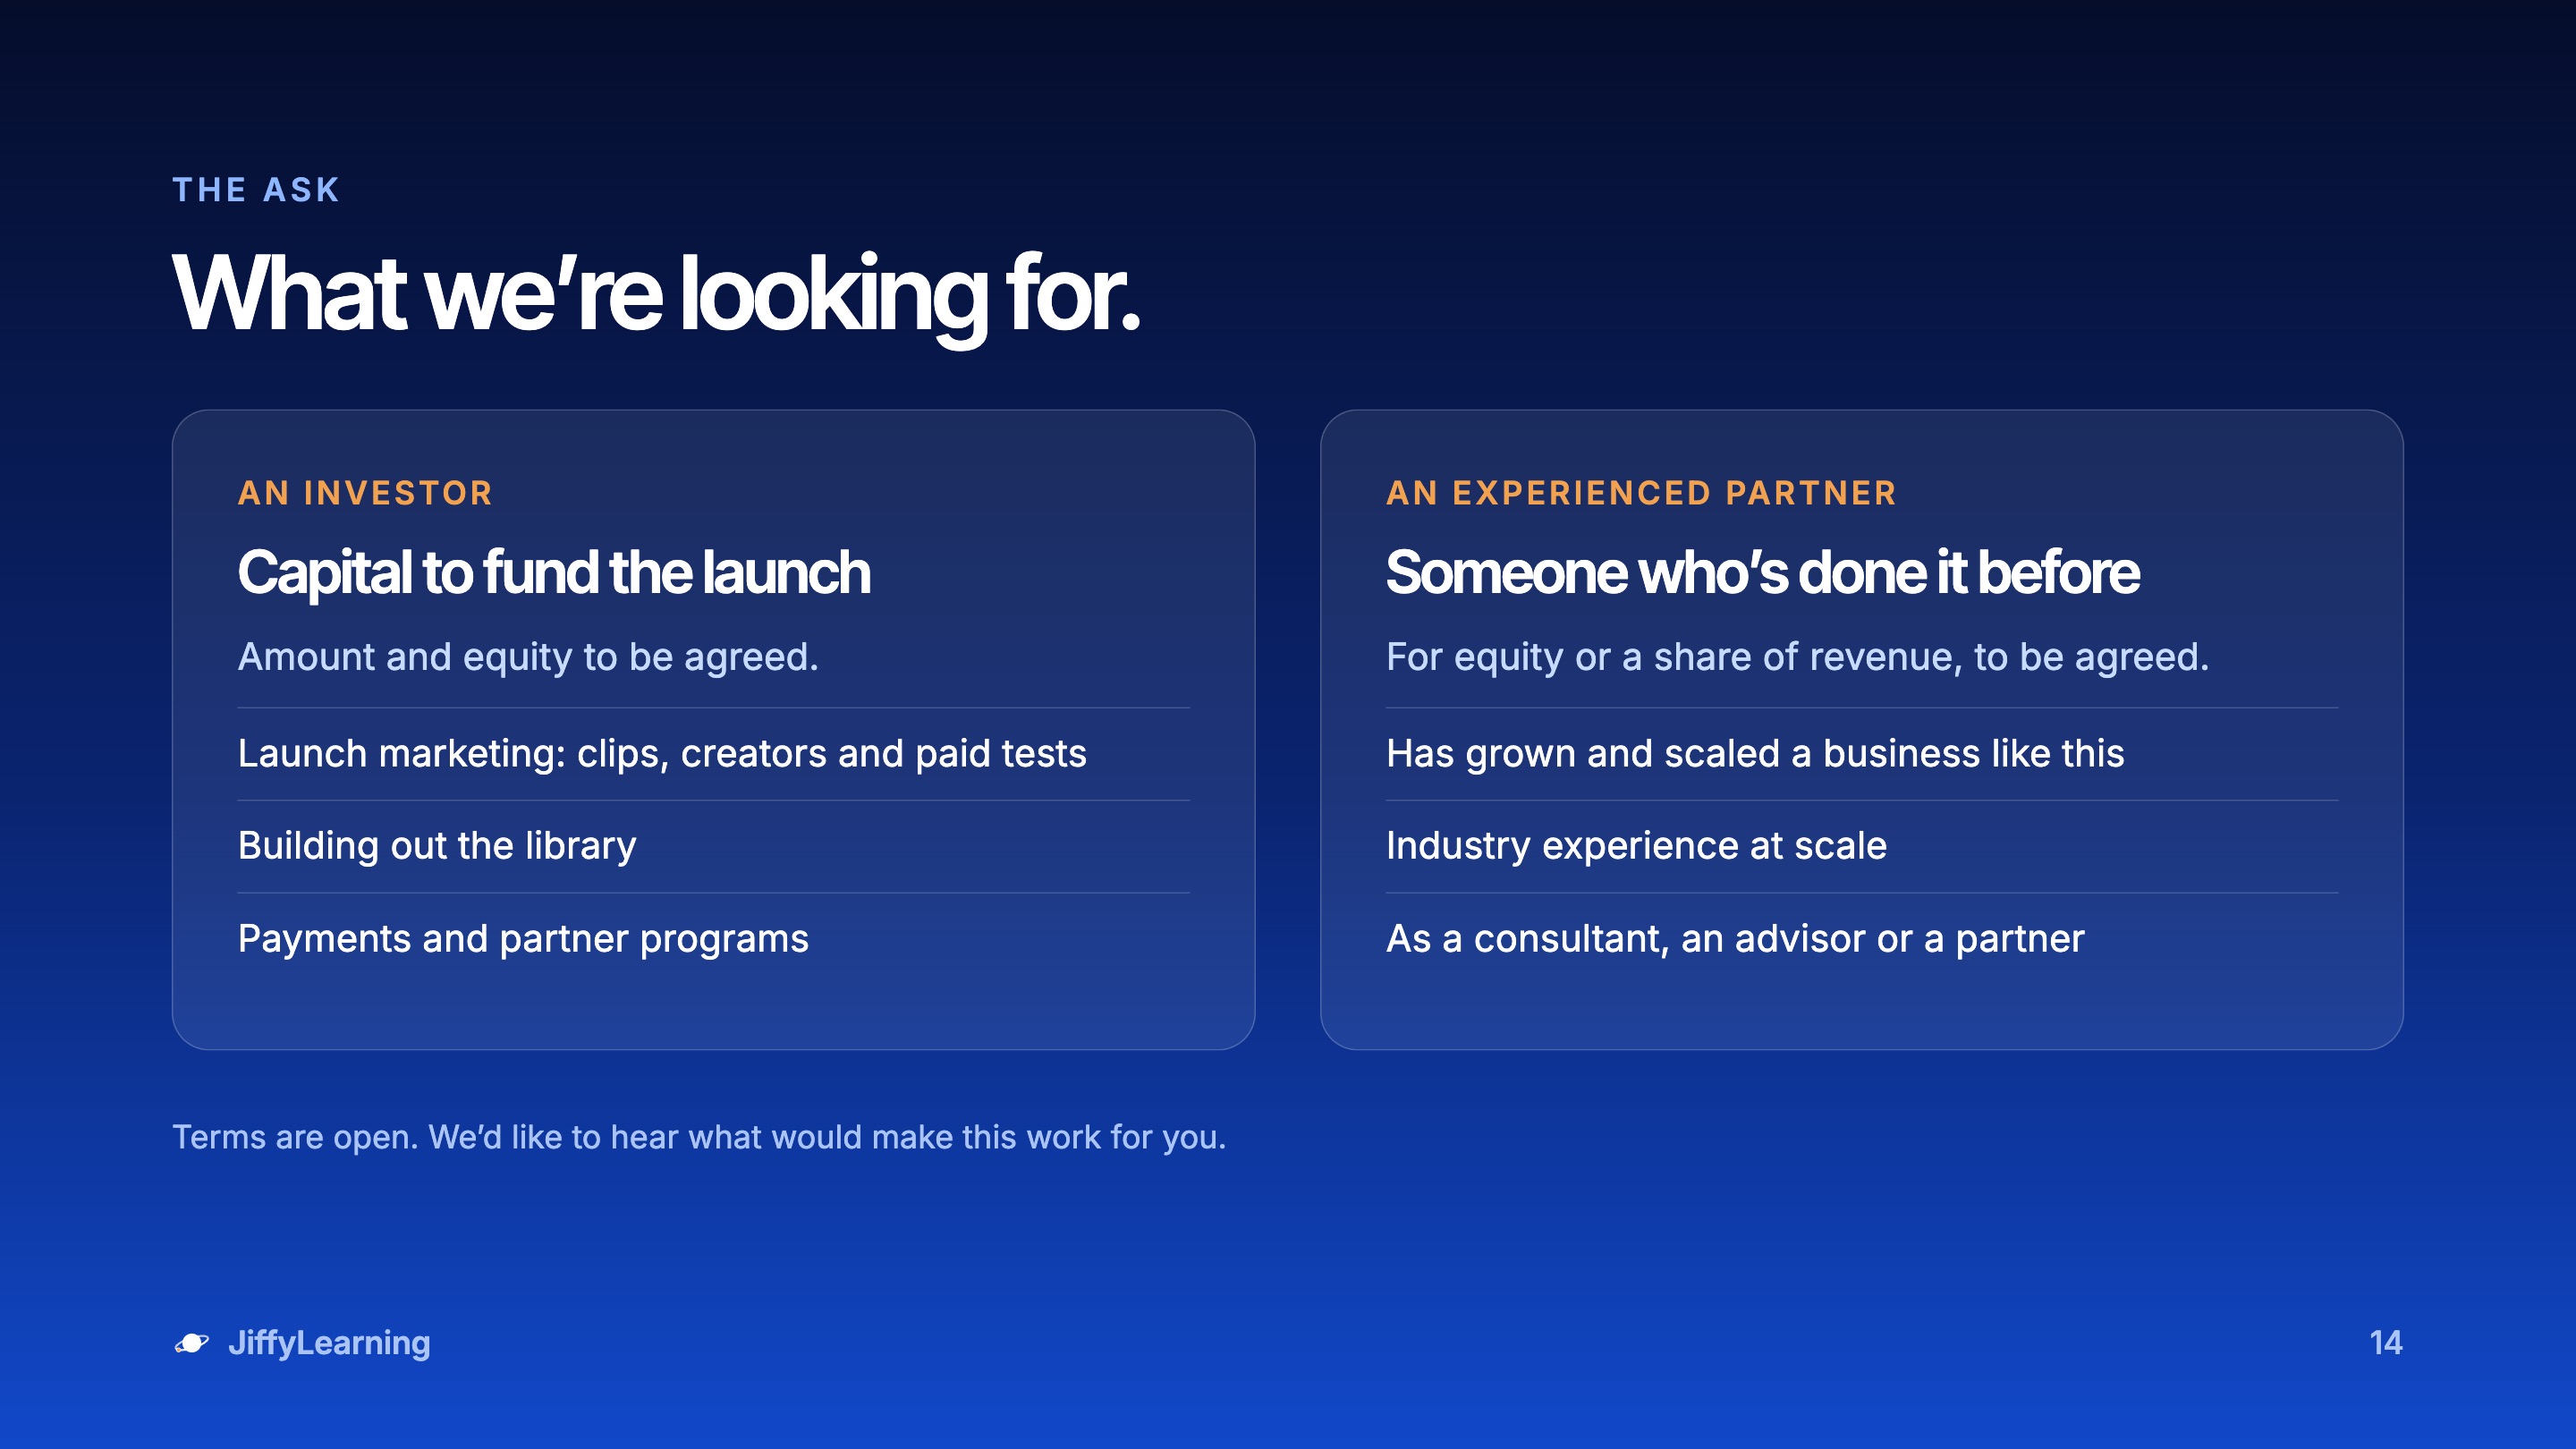 THE ASK
What we’re looking for.
AN INVESTOR
Capital to fund the launch
Amount and equity to be agreed.
Launch marketing: clips, creators and paid tests
Building out the library
Payments and partner programs
AN EXPERIENCED PARTNER
Someone who’s done it before
For equity or a share of revenue, to be agreed.
Has grown and scaled a business like this
Industry experience at scale
As a consultant, an advisor or a partner
Terms are open. We’d like to hear what would make this work for you.
JiffyLearning
14